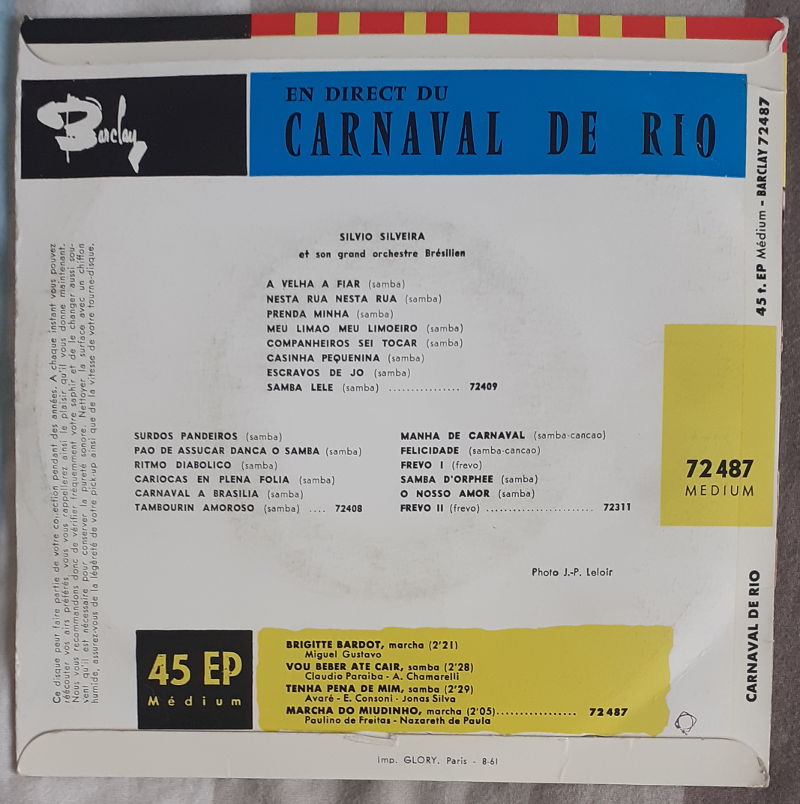 Barclay
EN DIRECT DU
CARNAVAL DE RIO
45 t. EP Médium - BARCLAY 72487
SILVIO SILVEIRA
et son grand orchestre Brésilien
A VELHA A FIAR (samba)
NESTA RUA NESTA RUA (samba)
PRENDA MINHA (samba)
MEU LIMAO MEU LIMOEIRO (samba)
COMPANHEIROS SEI TOCAR (samba)
CASINHA PEQUENINA (samba)
ESCRAVOS DE JO (samba)
SAMBA LELE (samba) ................ 72409
SURDOS PANDEIROS (samba)
PAO DE ASSUCAR DANCA O SAMBA (samba)
RITMO DIABOLICO (samba)
CARIOCAS EN PLENA FOLIA (samba)
CARNAVAL A BRASILIA (samba)
TAMBOURIN AMOROSO (samba) .... 72408
MANHA DE CARNAVAL (samba-cancao)
FELICIDADE (samba-cancao)
FREVO I (frevo)
SAMBA D'ORPHEE (samba)
O NOSSO AMOR (samba)
FREVO II (frevo) ........................ 72311
72487
MEDIUM
Photo J.-P. Leloir
Ce disque peut faire partie de votre collection pendant des années. A chaque instant vous pouvez
réécouter vos airs préférés, vous vous rappellerez ainsi le plaisir qu'il vous donne maintenant.
Nous vous recommandons donc de vérifier fréquemment votre saphir et de le changer aussi sou-
vent qu'il est nécessaire pour conserver la pureté sonore. Nettoyer la surface avec un chiffon
humide, assurez-vous de la légèreté de votre pick-up ainsi que de la vitesse de votre tourne-disque.
45 EP
Médium
BRIGITTE BARDOT, marcha (2'21)
Miguel Gustavo
VOU BEBER ATE CAIR, samba (2'28)
Claudio Paraiba - A. Chamarelli
TENHA PENA DE MIM, samba (2'29)
Avaré - E. Consoni - Jonas Silva
MARCHA DO MIUDINHO, marcha (2'05)................. 72487
Paulino de Freitas - Nazareth de Paula
CARNAVAL DE RIO
Imp. GLORY. Paris - 8-61